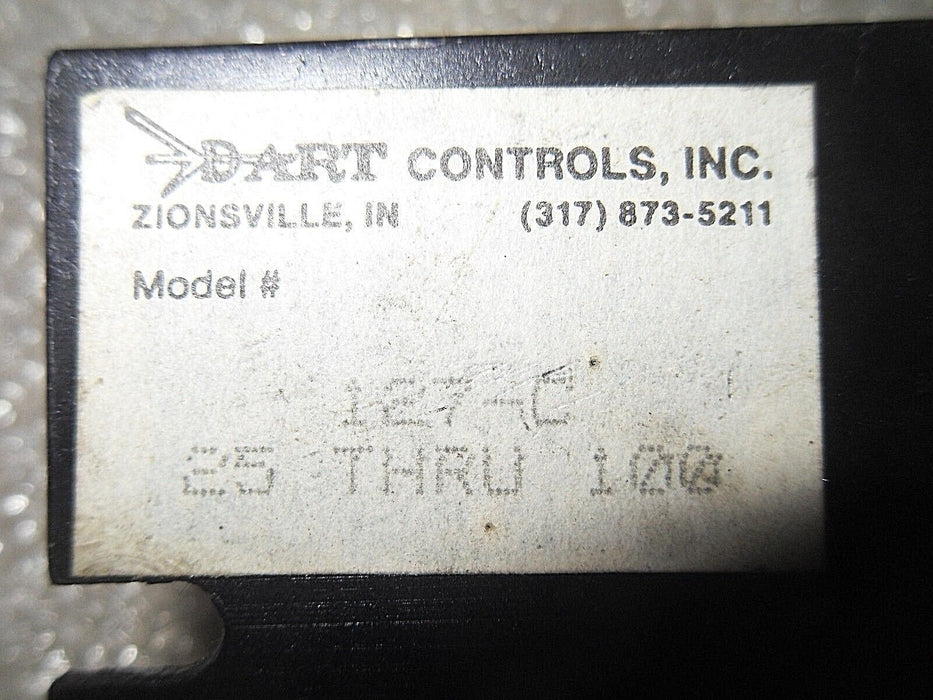 DART CONTROLS, INC.
ZIONSVILLE, IN (317) 873-5211
Model #
127-C
25 THRU 100